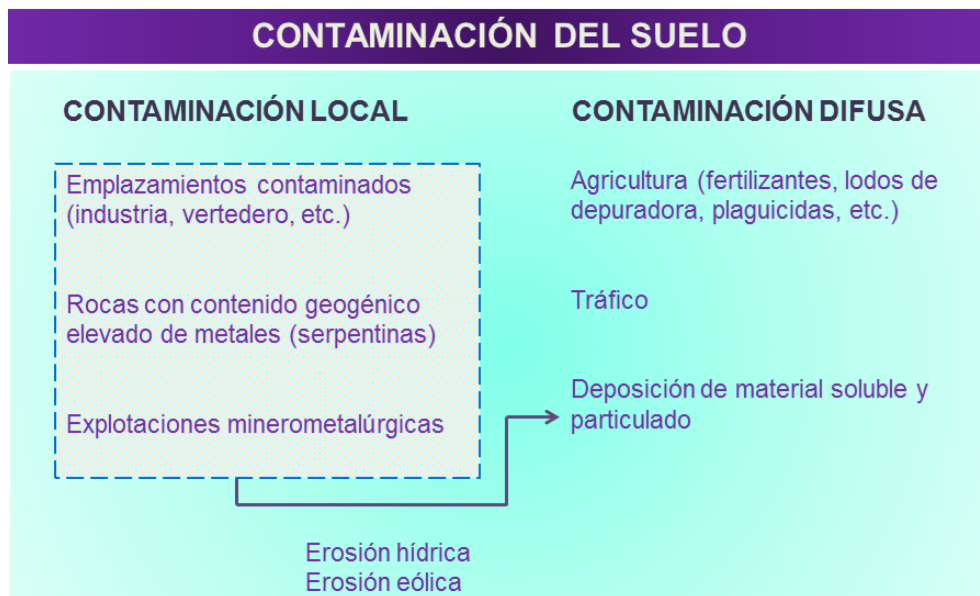 CONTAMINACIÓN DEL SUELO
CONTAMINACIÓN LOCAL
Emplazamientos contaminados
(industria, vertedero, etc.)
Rocas con contenido geogénico
elevado de metales (serpentinas)
Explotaciones minerometalúrgicas
CONTAMINACIÓN DIFUSA
Agricultura (fertilizantes, lodos de
depuradora, plaguicidas, etc.)
Tráfico
Deposición de material soluble y
particulado
Erosión hídrica
Erosión eólica